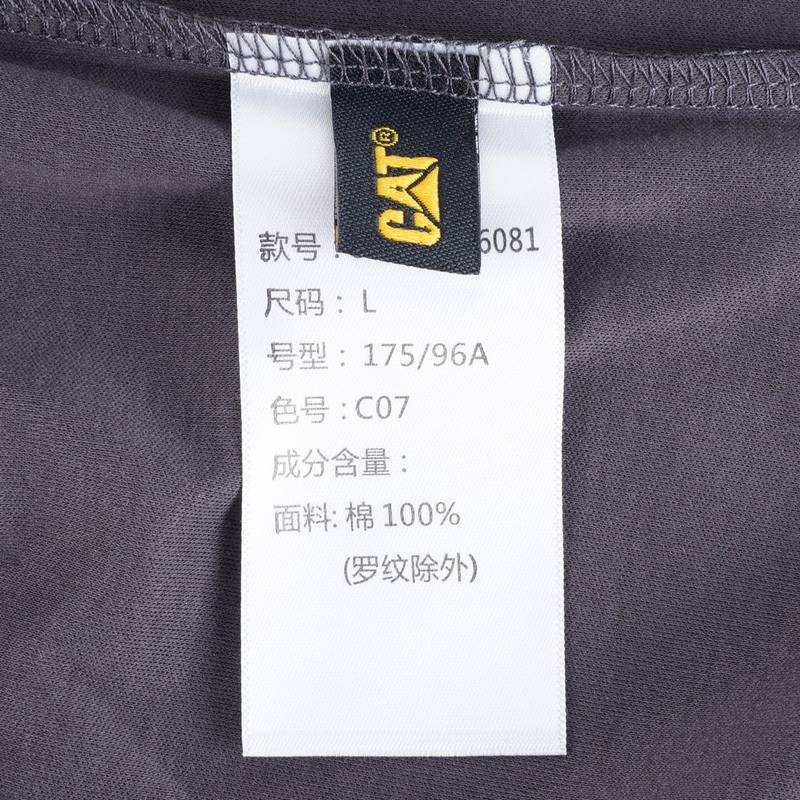 CAT®
款号: 6081
尺码: L
号型: 175/96A
色号: C07
成分含量:
面料: 棉 100%
(罗纹除外)